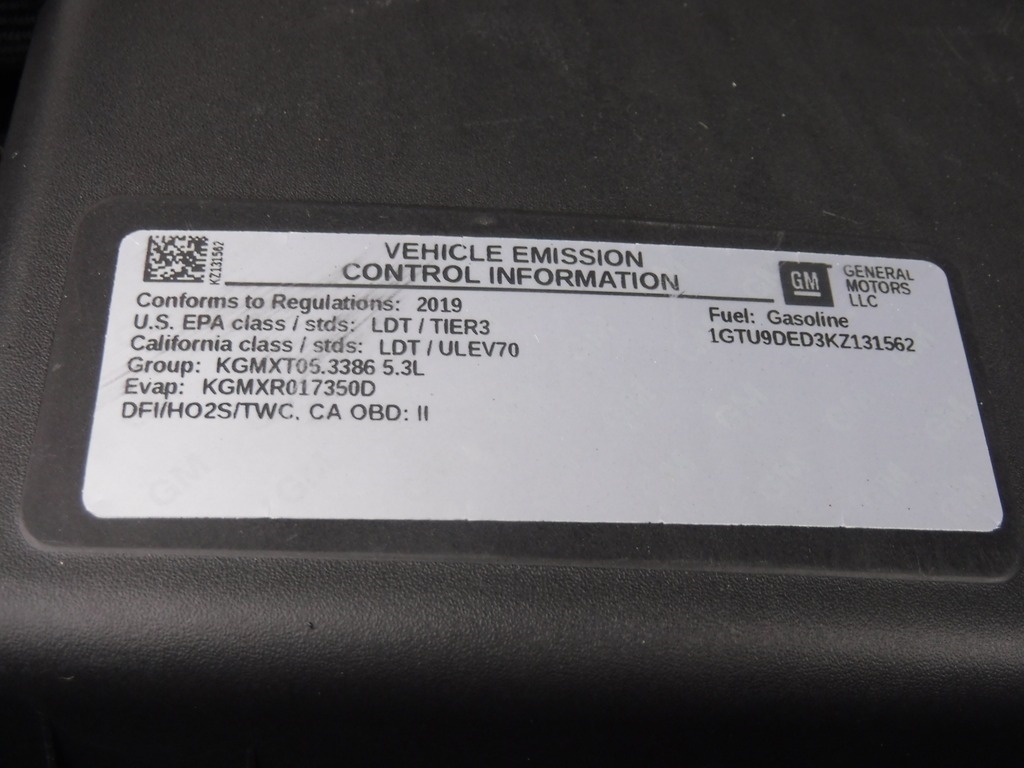 KZ131562
VEHICLE EMISSION
CONTROL INFORMATION
GM
GENERAL
MOTORS
LLC
Conforms to Regulations: 2019
U.S. EPA class / stds: LDT / TIER3
California class / stds: LDT / ULEV70
Group: KGMXT05.3386 5.3L
Evap: KGMXR017350D
DFI/HO2S/TWC. CA OBD: II
Fuel: Gasoline
1GTU9DED3KZ131562